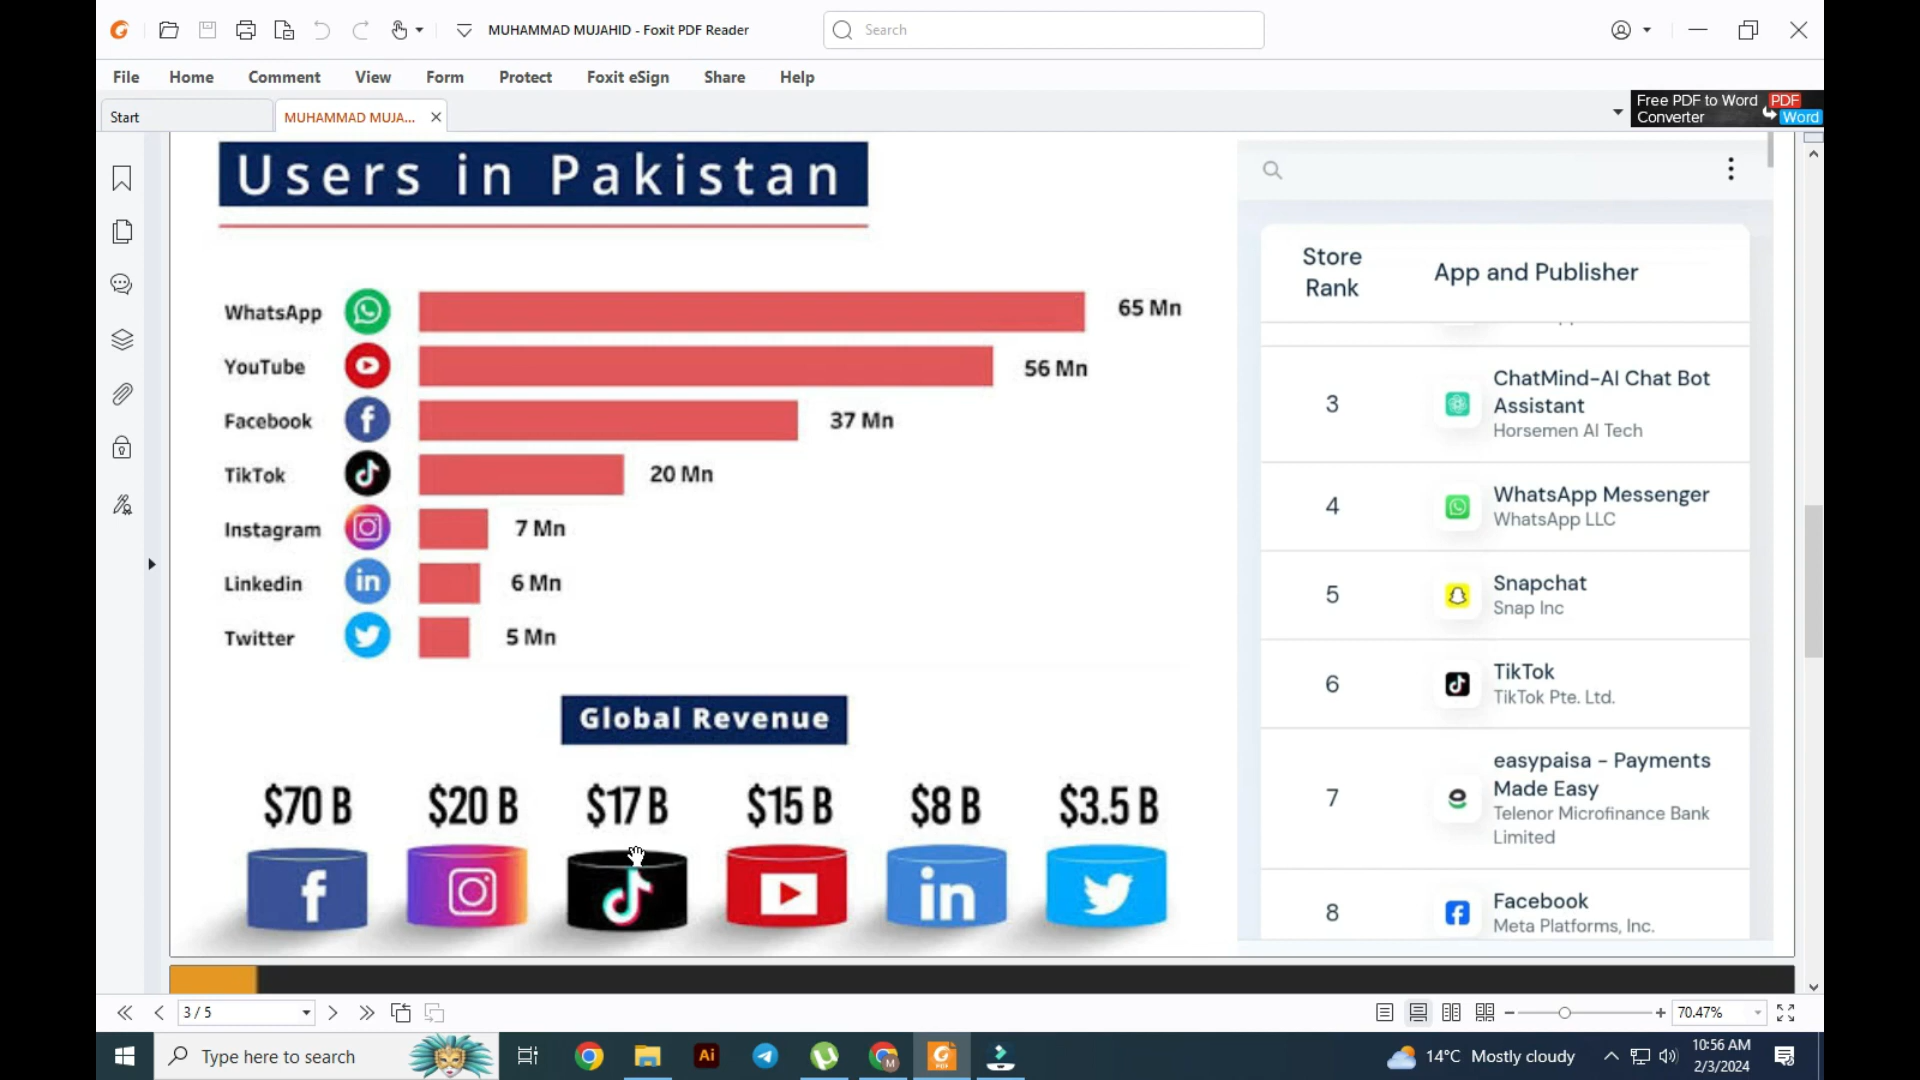 MUHAMMAD MUJAHID - Foxit PDF Reader
Search
File Home Comment View Form Protect Foxit eSign Share Help
Start
MUHAMMAD MUJA...
Free PDF to Word
Converter
PDF
Word
Users in Pakistan
WhatsApp 65 Mn
YouTube 56 Mn
Facebook 37 Mn
TikTok 20 Mn
Instagram 7 Mn
Linkedin in 6 Mn
Twitter 5 Mn
Global Revenue
$70 B $20 B $17 B $15 B $8 B $3.5 B
in
Store
Rank
App and Publisher
3
ChatMind-AI Chat Bot
Assistant
Horsemen AI Tech
4
WhatsApp Messenger
WhatsApp LLC
5
Snapchat
Snap Inc
6
TikTok
TikTok Pte. Ltd.
7
easypaisa - Payments
Made Easy
Telenor Microfinance Bank
Limited
8
Facebook
Meta Platforms, Inc.
3 / 5
70.47%
Type here to search
Ai
M
PDF
14°C Mostly cloudy
10:56 AM
2/3/2024